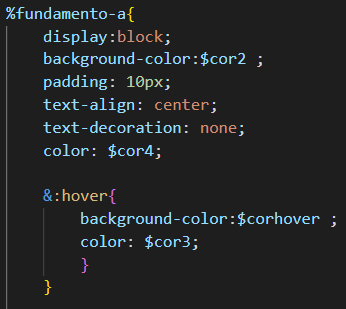 %fundamento-a{
display:block;
background-color:$cor2 ;
padding: 10px;
text-align: center;
text-decoration: none;
color: $cor4;
&:hover{
background-color:$corhover ;
color: $cor3;
}
}